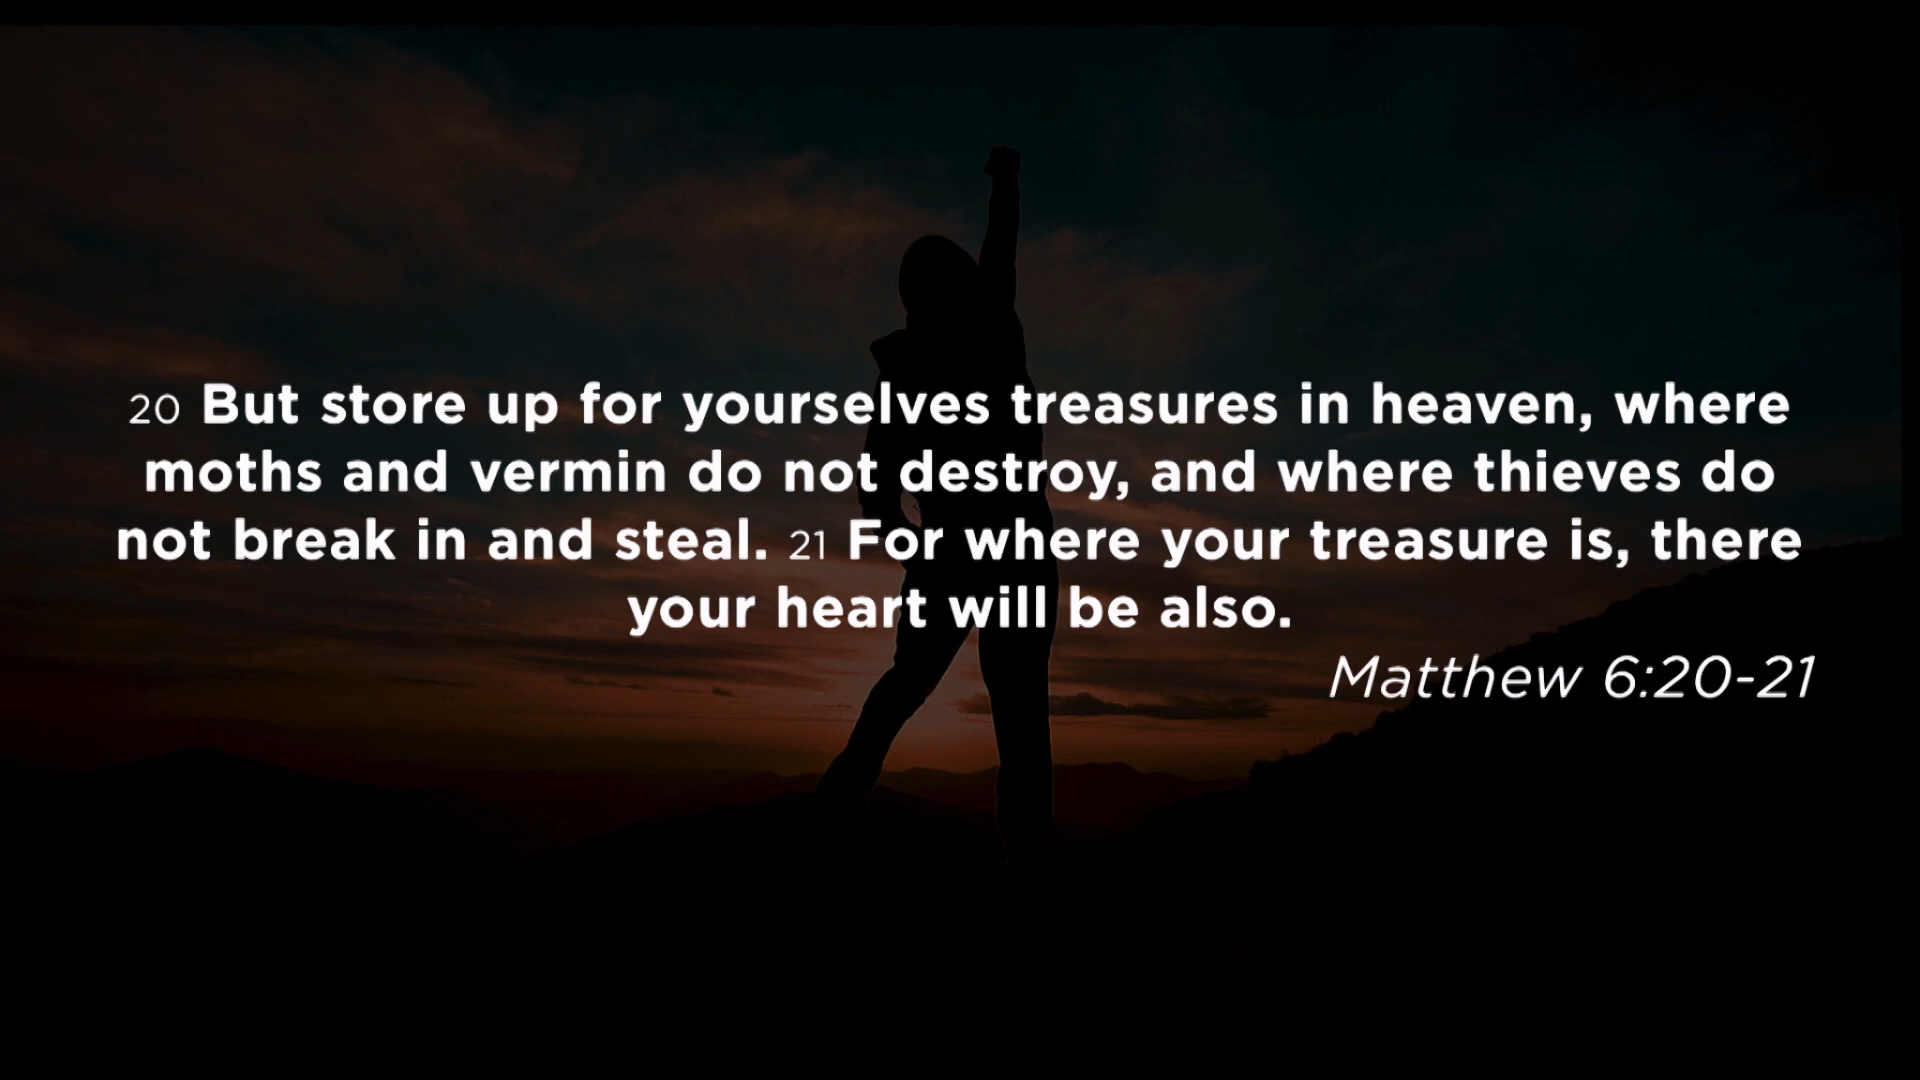 20 But store up for yourselves treasures in heaven, where
moths and vermin do not destroy, and where thieves do
not break in and steal. 21 For where your treasure is, there
your heart will be also.
Matthew 6:20-21